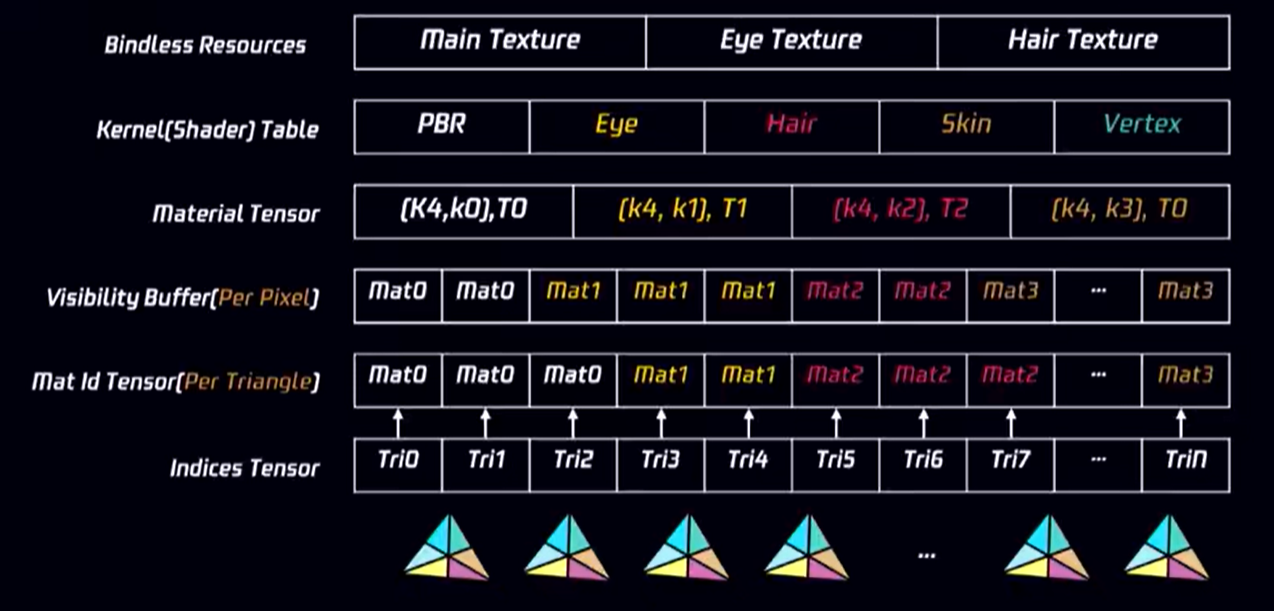 Bindless Resources Main Texture Eye Texture Hair Texture
Kernel(Shader) Table PBR Eye Hair Skin Vertex
Material Tensor (K4,k0),T0 (k4, k1), T1 (k4, k2), T2 (k4, k3), T0
Visibility Buffer(Per Pixel) Mat0 Mat0 Mat1 Mat1 Mat1 Mat2 Mat2 Mat3 ... Mat3
Mat Id Tensor(Per Triangle) Mat0 Mat0 Mat0 Mat1 Mat1 Mat2 Mat2 Mat2 ... Mat3
Indices Tensor Tri0 Tri1 Tri2 Tri3 Tri4 Tri5 Tri6 Tri7 ... TriN
...